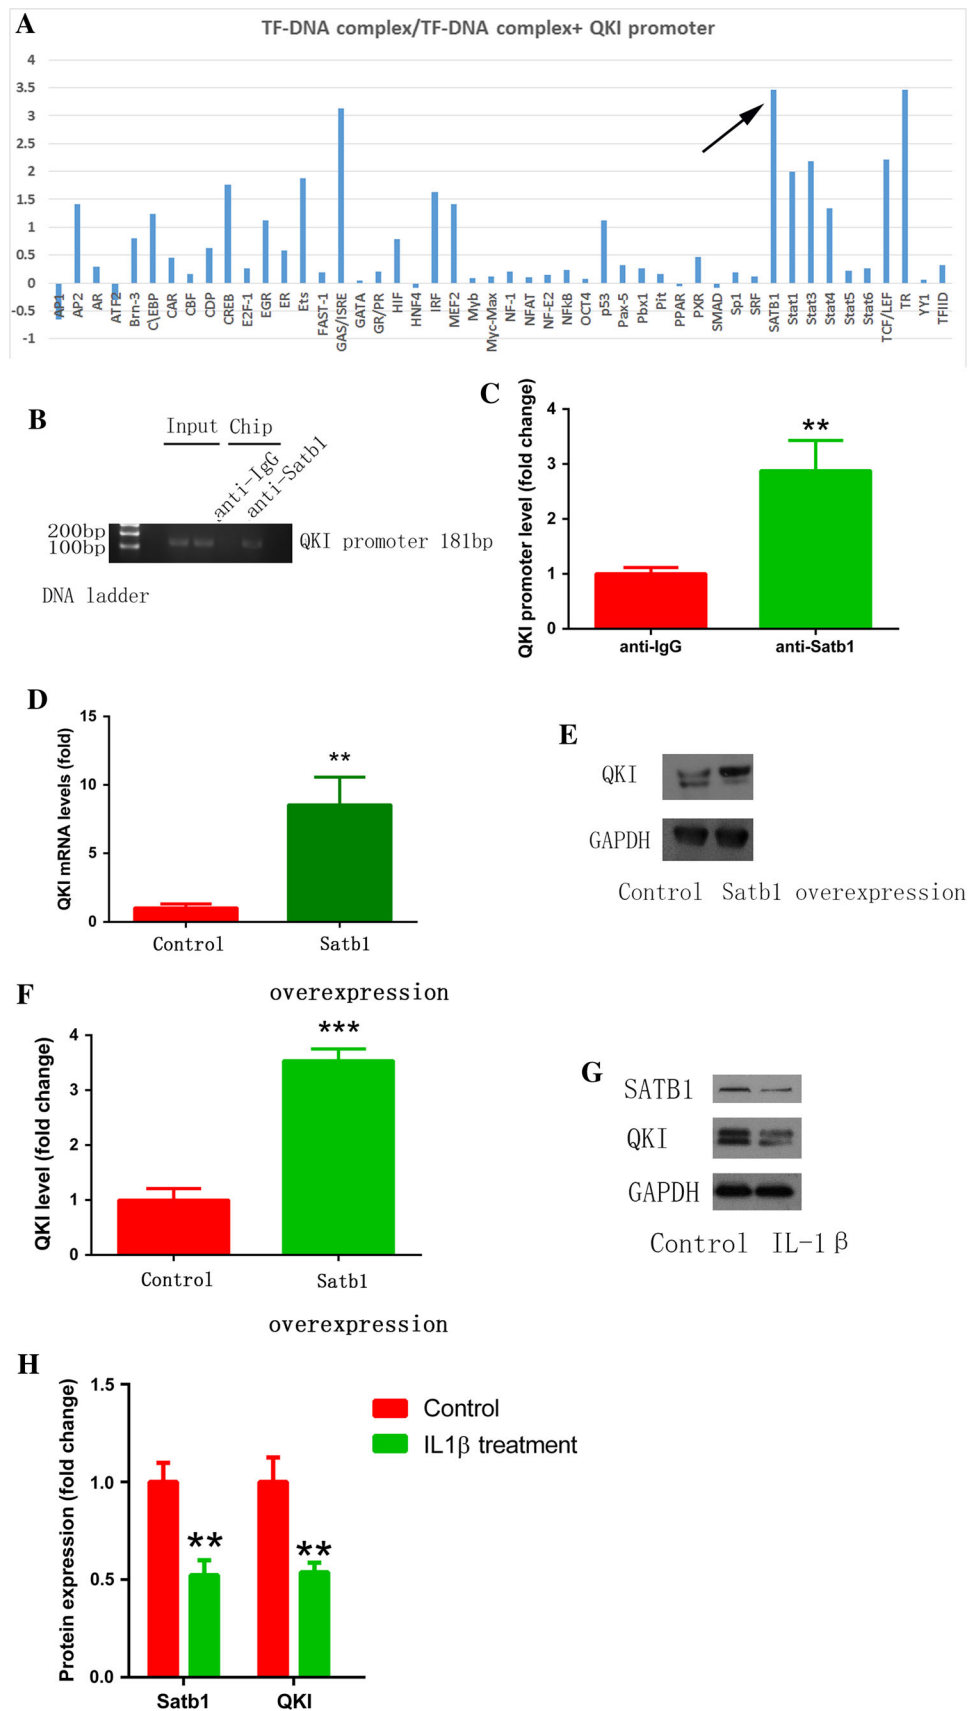 A
TF-DNA complex/TF-DNA complex+ QKI promoter
4
3.5
3
2.5
2
1.5
1
0.5
0
-0.5
-1
AP1
AP2
AR
ATF2
Brn-3
C\EBP
CAR
CBF
CDP
CREB
E2F-1
EGR
ER
Ets
FAST-1
GAS/ISRE
GATA
GR/PR
HIF
HNF4
IRF
MEF2
Myb
Myc-Max
NF-1
NFAT
NF-E2
NFkB
OCT4
p53
Pax-5
Pbx1
Pit
PPAR
PXR
SMAD
Sp1
SRF
SATB1
Stat1
Stat3
Stat4
Stat5
Stat6
TCF/LEF
TR
YY1
TFIID
B
Input Chip
anti-IgG
anti-Satb1
200bp
100bp
QKI promoter 181bp
DNA ladder
C
QKI promoter level (fold change)
4
3
2
1
0
**
anti-IgG anti-Satb1
D
QKI mRNA levels (fold)
15
10
5
0
**
Control Satb1
overexpression
E
QKI
GAPDH
Control Satb1 overexpression
F
QKI level (fold change)
4
3
2
1
0
***
Control Satb1
overexpression
G
SATB1
QKI
GAPDH
Control IL-1β
H
Protein expression (fold change)
1.5
1.0
0.5
0.0
** **
Satb1 QKI
Control
IL1β treatment